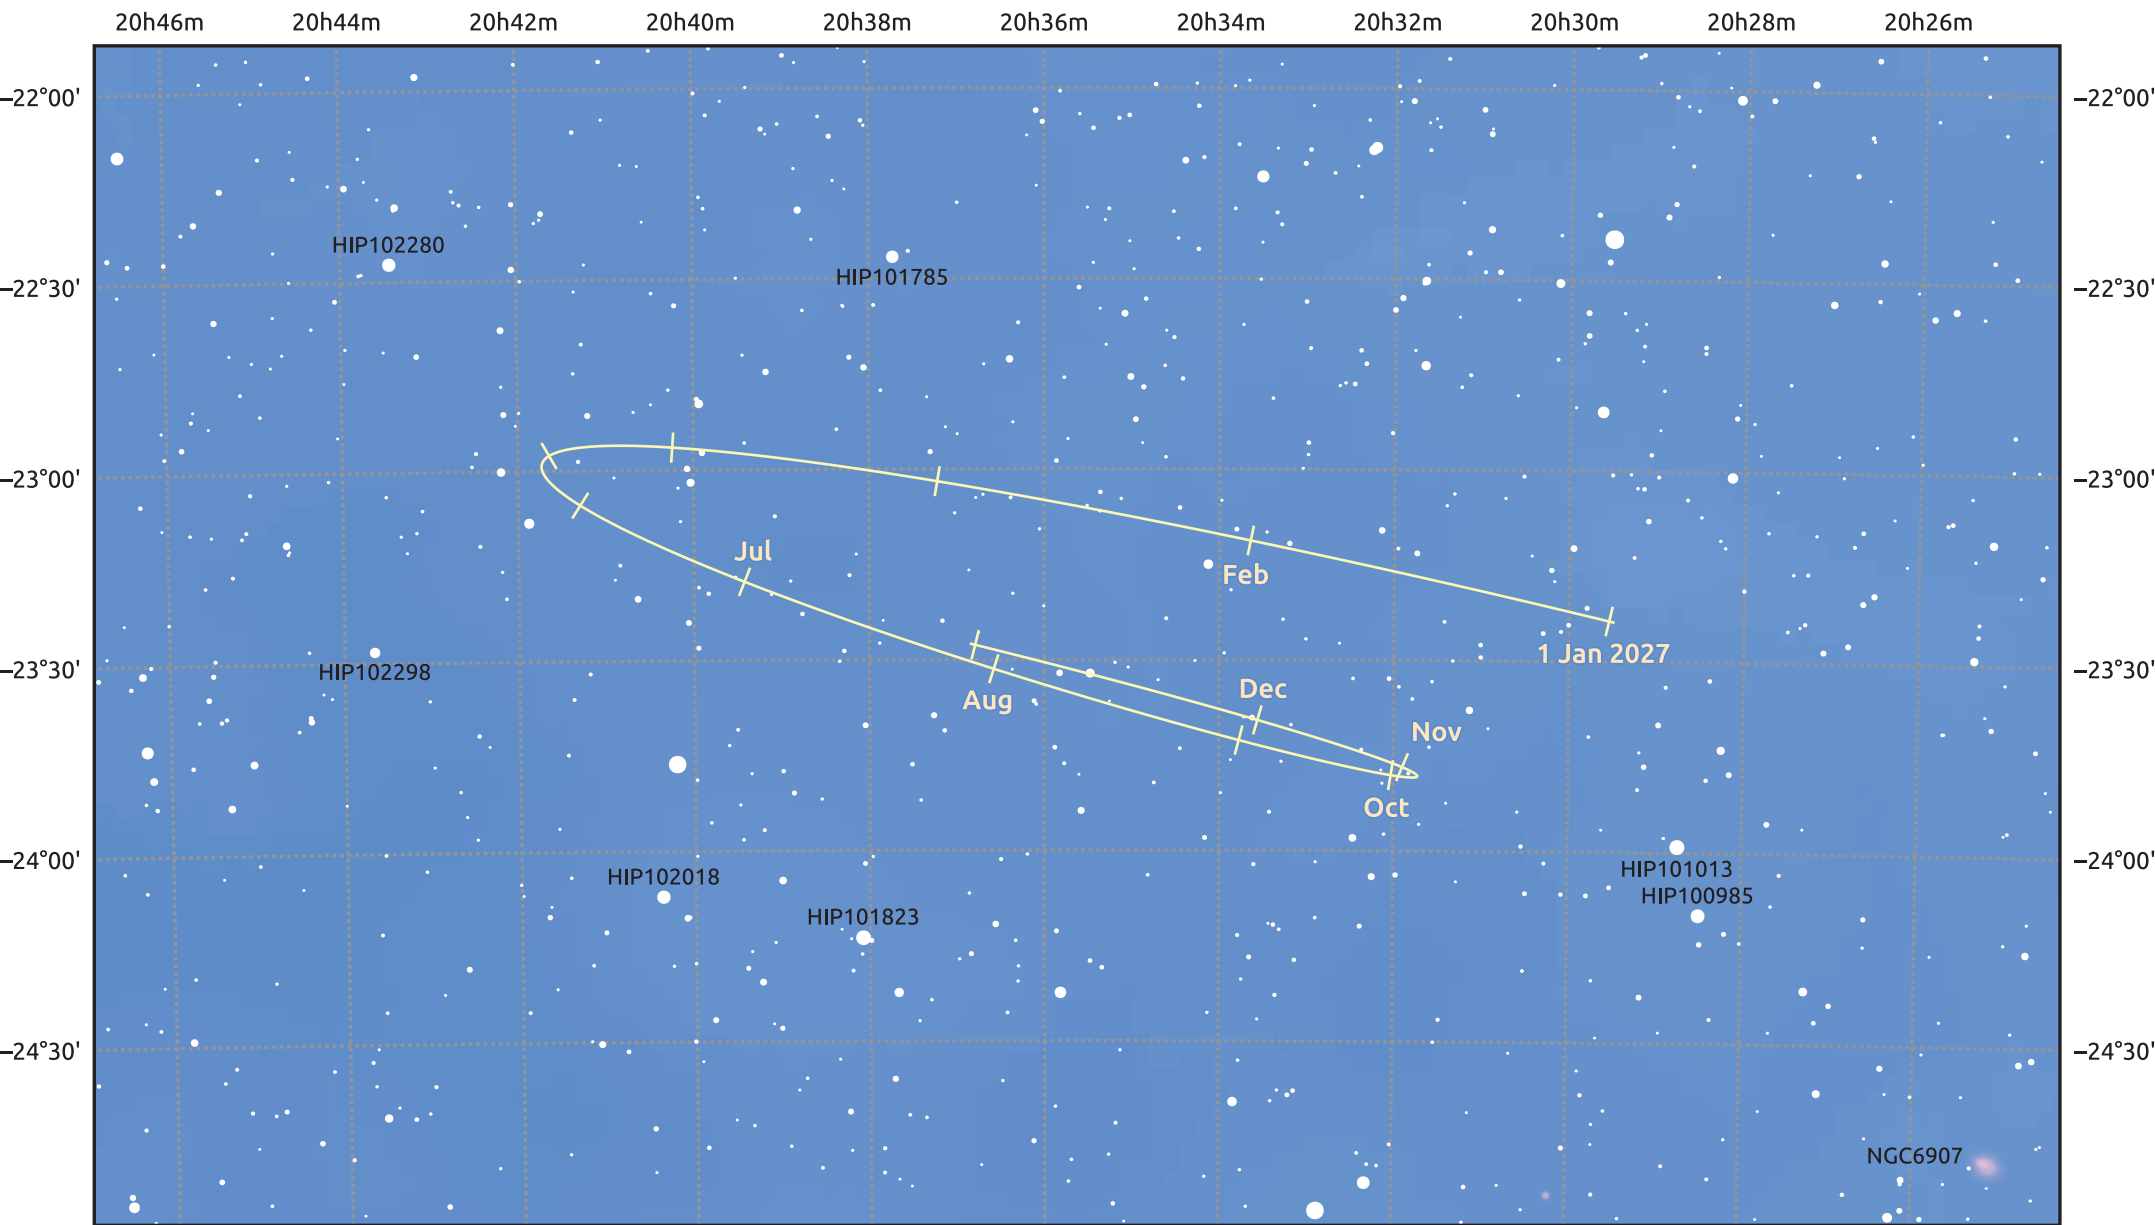 20h46m 20h44m 20h42m 20h40m 20h38m 20h36m 20h34m 20h32m 20h30m 20h28m 20h26m
−22°00' −22°00'
HIP102280
HIP101785
−22°30' −22°30'
−23°00' −23°00'
Jul
Feb
1 Jan 2027
−23°30' −23°30'
HIP102298
Dec
Aug
Nov
Oct
−24°00' −24°00'
HIP101013
HIP102018
HIP100985
HIP101823
−24°30' −24°30'
NGC6907